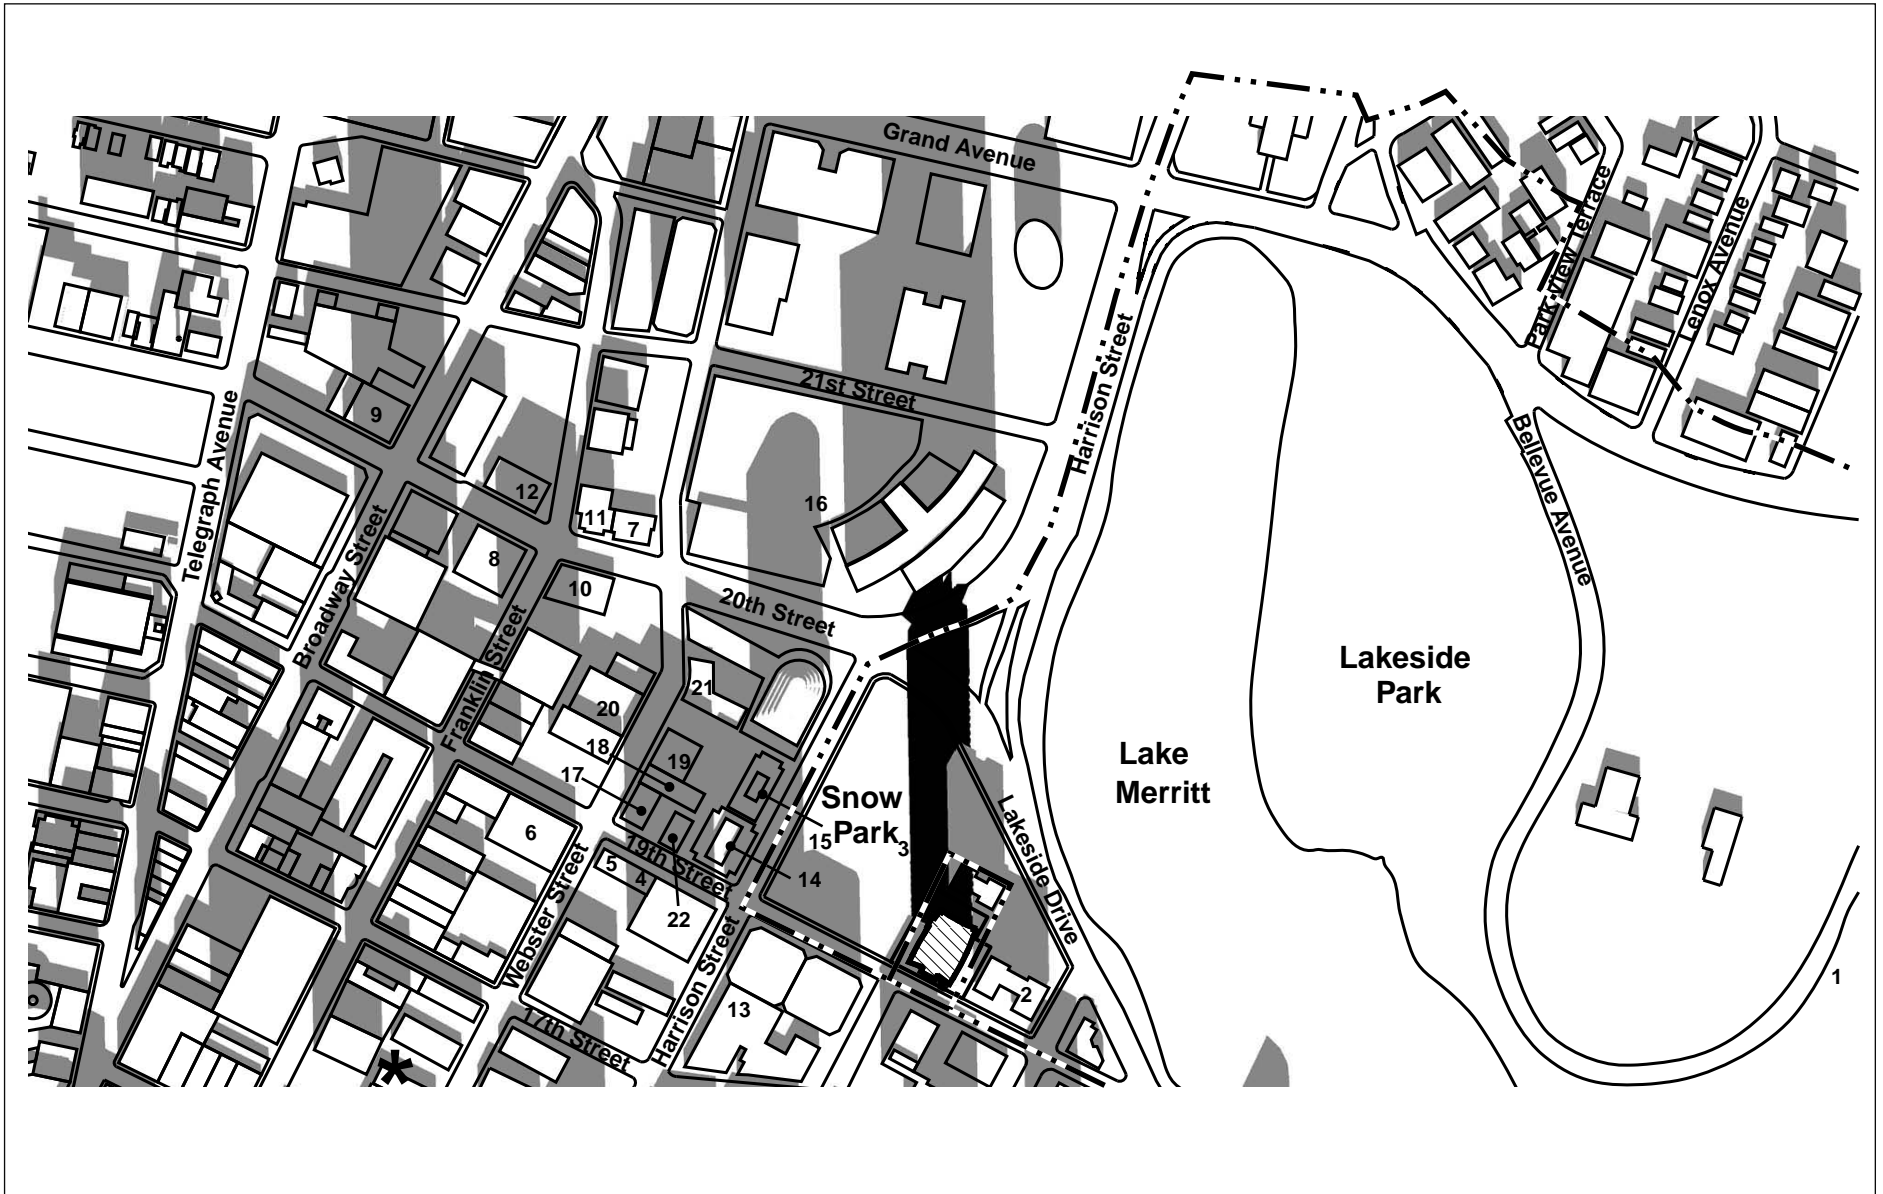 Grand Avenue
Park View Terrace
Lenox Avenue
Harrison Street
21st Street
Telegraph Avenue
9
Bellevue Avenue
12
16
11
7
Broadway Street
8
10
20th Street
Franklin Street
Lakeside
Park
21
20
18
19
17
Lake
Merritt
Snow
Park
15
3
6
Lakeside Drive
19th Street
5
4
14
22
Webster Street
Harrison Street
2
1
13
17th Street
*